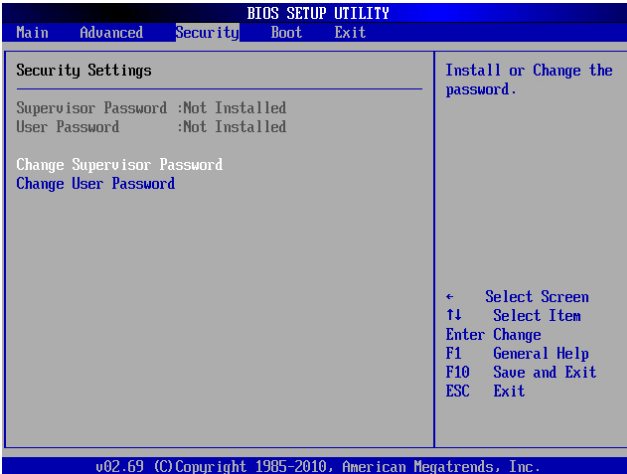 BIOS SETUP UTILITY
Main Advanced Security Boot Exit
Security Settings
Supervisor Password :Not Installed
User Password :Not Installed
Change Supervisor Password
Change User Password
Install or Change the
password.
← Select Screen
↑↓ Select Item
Enter Change
F1 General Help
F10 Save and Exit
ESC Exit
v02.69 (C)Copyright 1985-2010, American Megatrends, Inc.